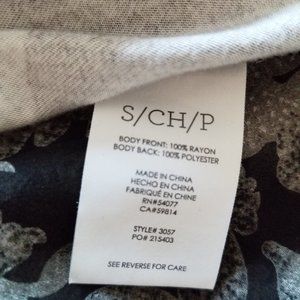 S/CH/P
BODY FRONT: 100% RAYON
BODY BACK: 100% POLYESTER
MADE IN CHINA
HECHO EN CHINA
FABRIQUÉ EN CHINE
RN#54077
CA#59814
STYLE# 3057
PO# 215403
SEE REVERSE FOR CARE